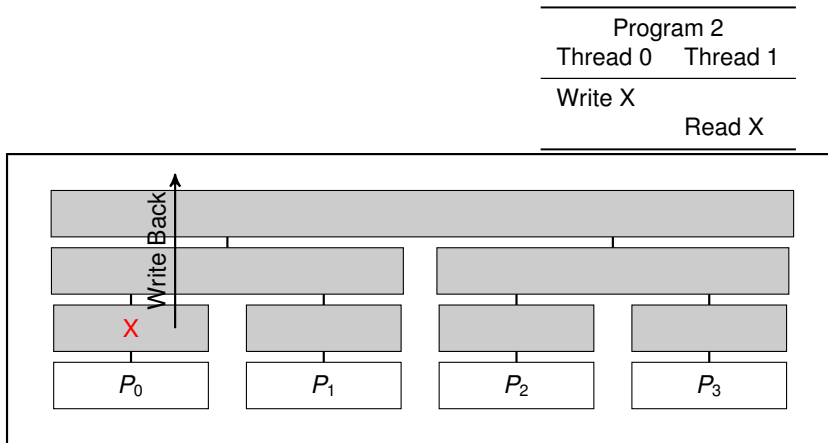 Program 2
Thread 0 Thread 1
Write X
Read X
Write Back
X
P0 P1 P2 P3